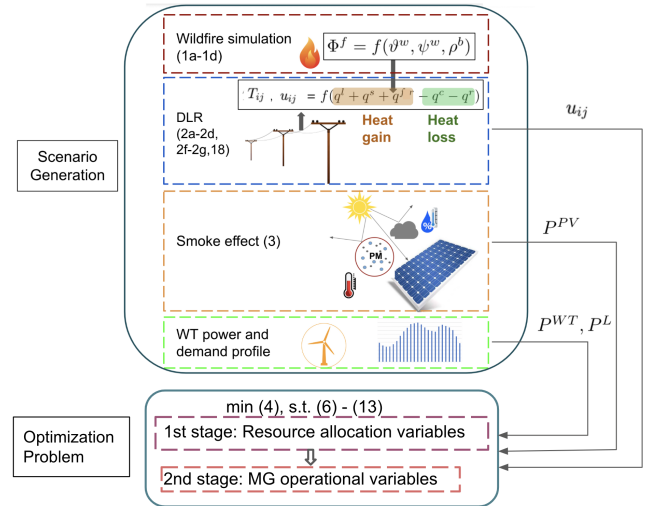 Wildfire simulation
(1a-1d)
Φ^f = f(ϑ^w, ψ^w, ρ^b)
T_ij , u_ij = f(q^l + q^s + q^f r - q^c - q^r)
DLR
(2a-2d,
2f-2g,18)
Heat
gain
Heat
loss
u_ij
Scenario
Generation
Smoke effect (3)
PM
%
P^PV
WT power and
demand profile
P^WT, P^L
min (4), s.t. (6) - (13)
1st stage: Resource allocation variables
Optimization
Problem
2nd stage: MG operational variables